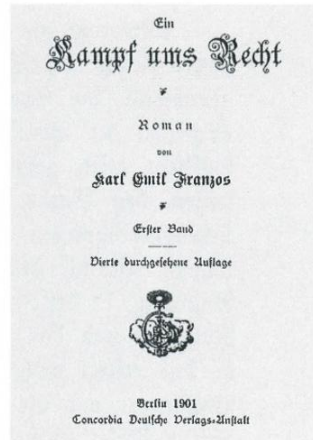 Ein
Kampf ums Recht
Roman
von
Karl Emil Franzos
Erster Band
Vierte durchgesehene Auflage
Berlin 1901
Concordia Deutsche Verlags-Anstalt